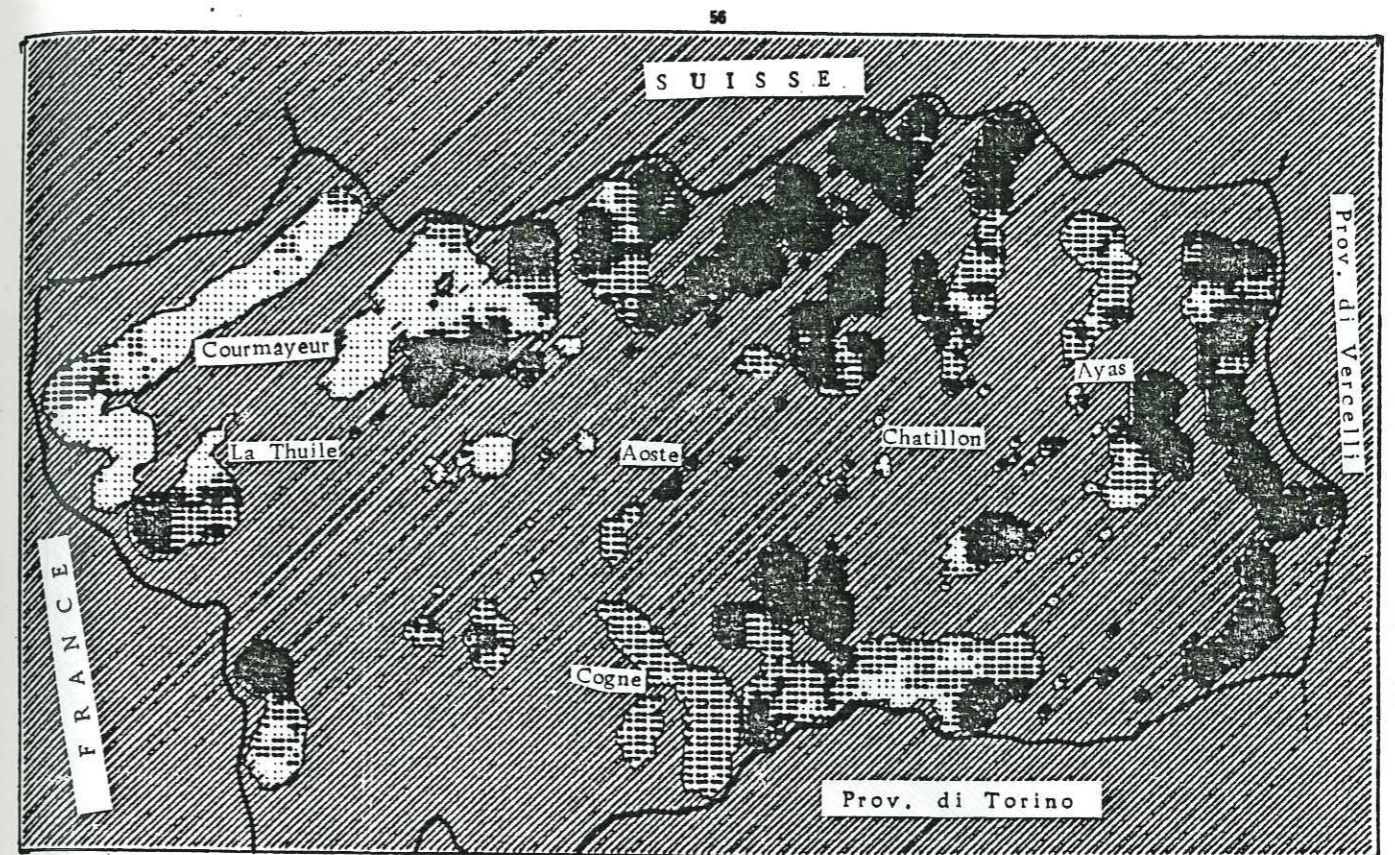 56
SUISSE
Prov. di Vercelli
Courmayeur
Ayas
La Thuile
Aoste
Chatillon
FRANCE
Cogne
Prov. di Torino